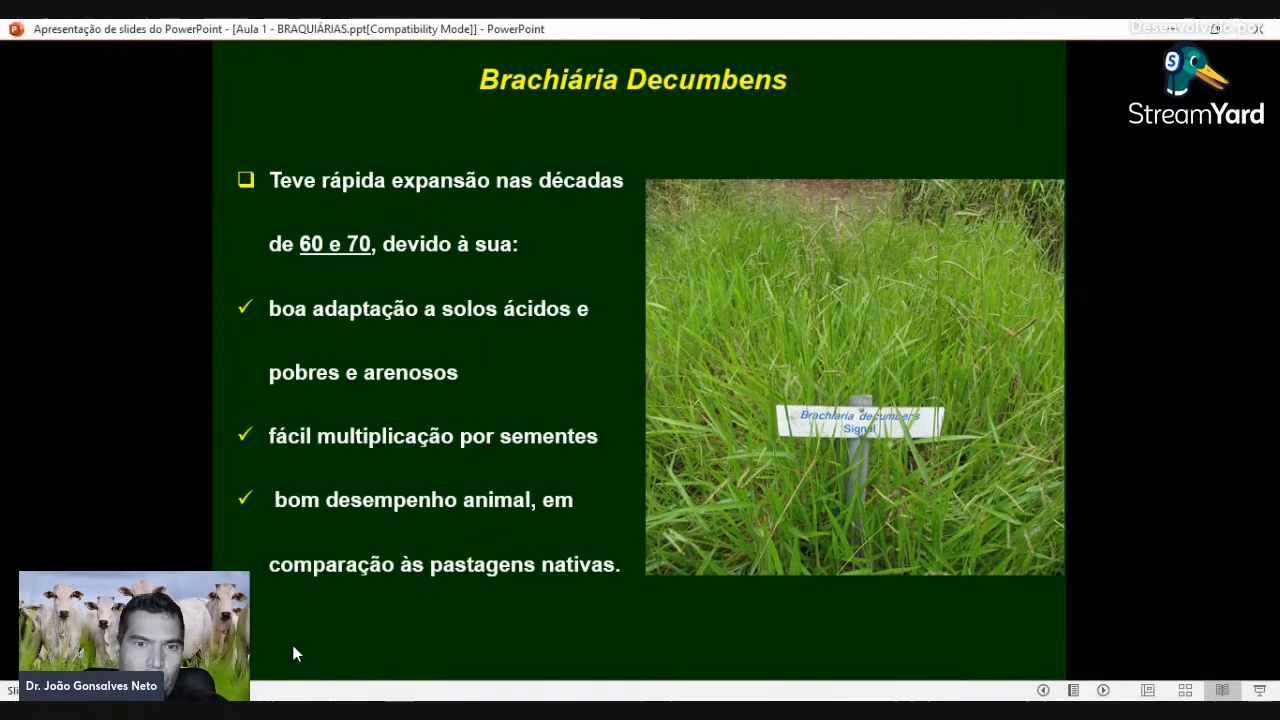 Apresentação de slides do PowerPoint - [Aula 1 - BRAQUIÁRIAS.ppt[Compatibility Mode]] - PowerPoint
Desenvolvido por
StreamYard
Brachiária Decumbens
Teve rápida expansão nas décadas
de 60 e 70, devido à sua:
boa adaptação a solos ácidos e
pobres e arenosos
fácil multiplicação por sementes
bom desempenho animal, em
comparação às pastagens nativas.
Brachiaria decumbens
Signal
Dr. João Gonsalves Neto